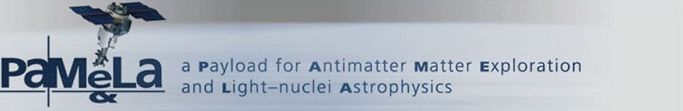 PaMeLa
&
a Payload for Antimatter Matter Exploration
and Light–nuclei Astrophysics